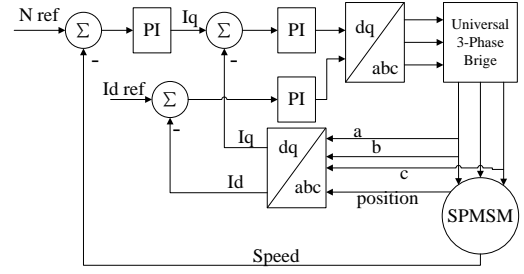 N ref
Σ
PI
Iq
Σ
PI
dq
abc
Universal
3-Phase
Brige
-
-
Id ref
Σ
PI
-
Iq
dq
abc
a
b
c
Id
position
SPMSM
Speed